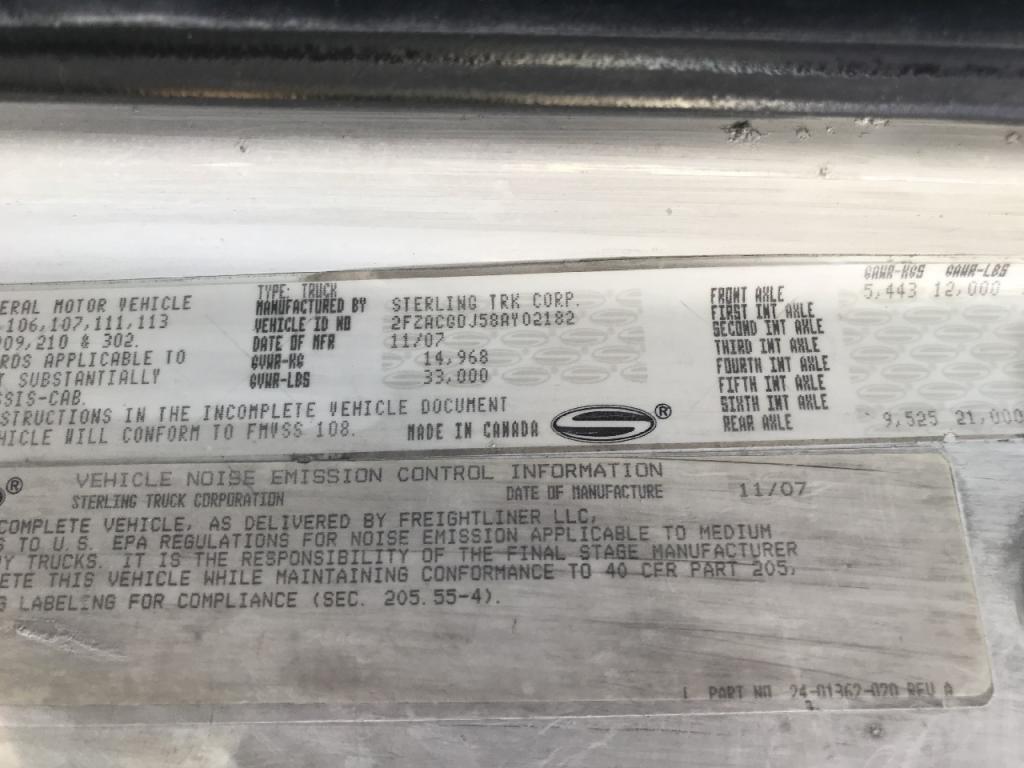 ERAL MOTOR VEHICLE
106,107,111,113
209,210 & 302.
RDS APPLICABLE TO
T SUBSTANTIALLY
SSIS-CAB.
STRUCTIONS IN THE INCOMPLETE VEHICLE DOCUMENT
HICLE WILL CONFORM TO FMVSS 108. MADE IN CANADA ®
TYPE: TRUCK
MANUFACTURED BY STERLING TRK CORP.
VEHICLE ID NO 2FZACGDJ58AY02182
DATE OF MFR 11/07
GVWR-KG 14,968
GVWR-LBS 33,000
GAWR-KGS GAWR-LBS
FRONT AXLE 5,443 12,000
FIRST INT AXLE
SECOND INT AXLE
THIRD INT AXLE
FOURTH INT AXLE
FIFTH INT AXLE
SIXTH INT AXLE
REAR AXLE 9,525 21,000
® VEHICLE NOISE EMISSION CONTROL INFORMATION
STERLING TRUCK CORPORATION DATE OF MANUFACTURE 11/07
COMPLETE VEHICLE, AS DELIVERED BY FREIGHTLINER LLC,
S TO U.S. EPA REGULATIONS FOR NOISE EMISSION APPLICABLE TO MEDIUM
Y TRUCKS. IT IS THE RESPONSIBILITY OF THE FINAL STAGE MANUFACTURER
ETE THIS VEHICLE WHILE MAINTAINING CONFORMANCE TO 40 CFR PART 205,
G LABELING FOR COMPLIANCE (SEC. 205.55-4).
PART NO 24-01362-020 REV A